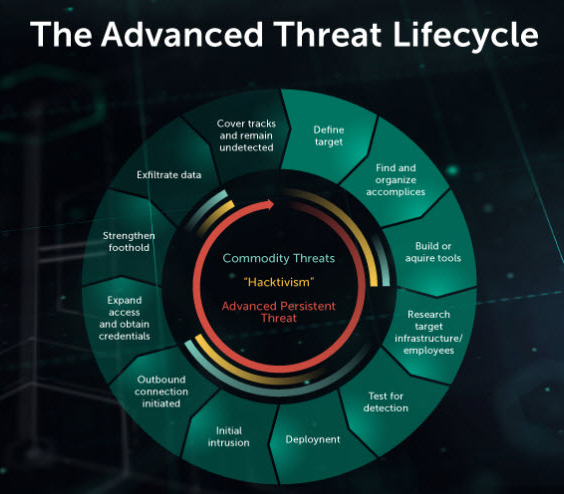 The Advanced Threat Lifecycle
Define
target
Find and
organize
accomplices
Build or
aquire tools
Research
target
infrastructure/
employees
Test for
detection
Deploynent
Initial
intrusion
Outbound
connection
initiated
Expand
access
and obtain
credentials
Strengthen
foothold
Exfiltrate data
Cover tracks
and remain
undetected
Commodity Threats
"Hacktivism"
Advanced Persistent
Threat